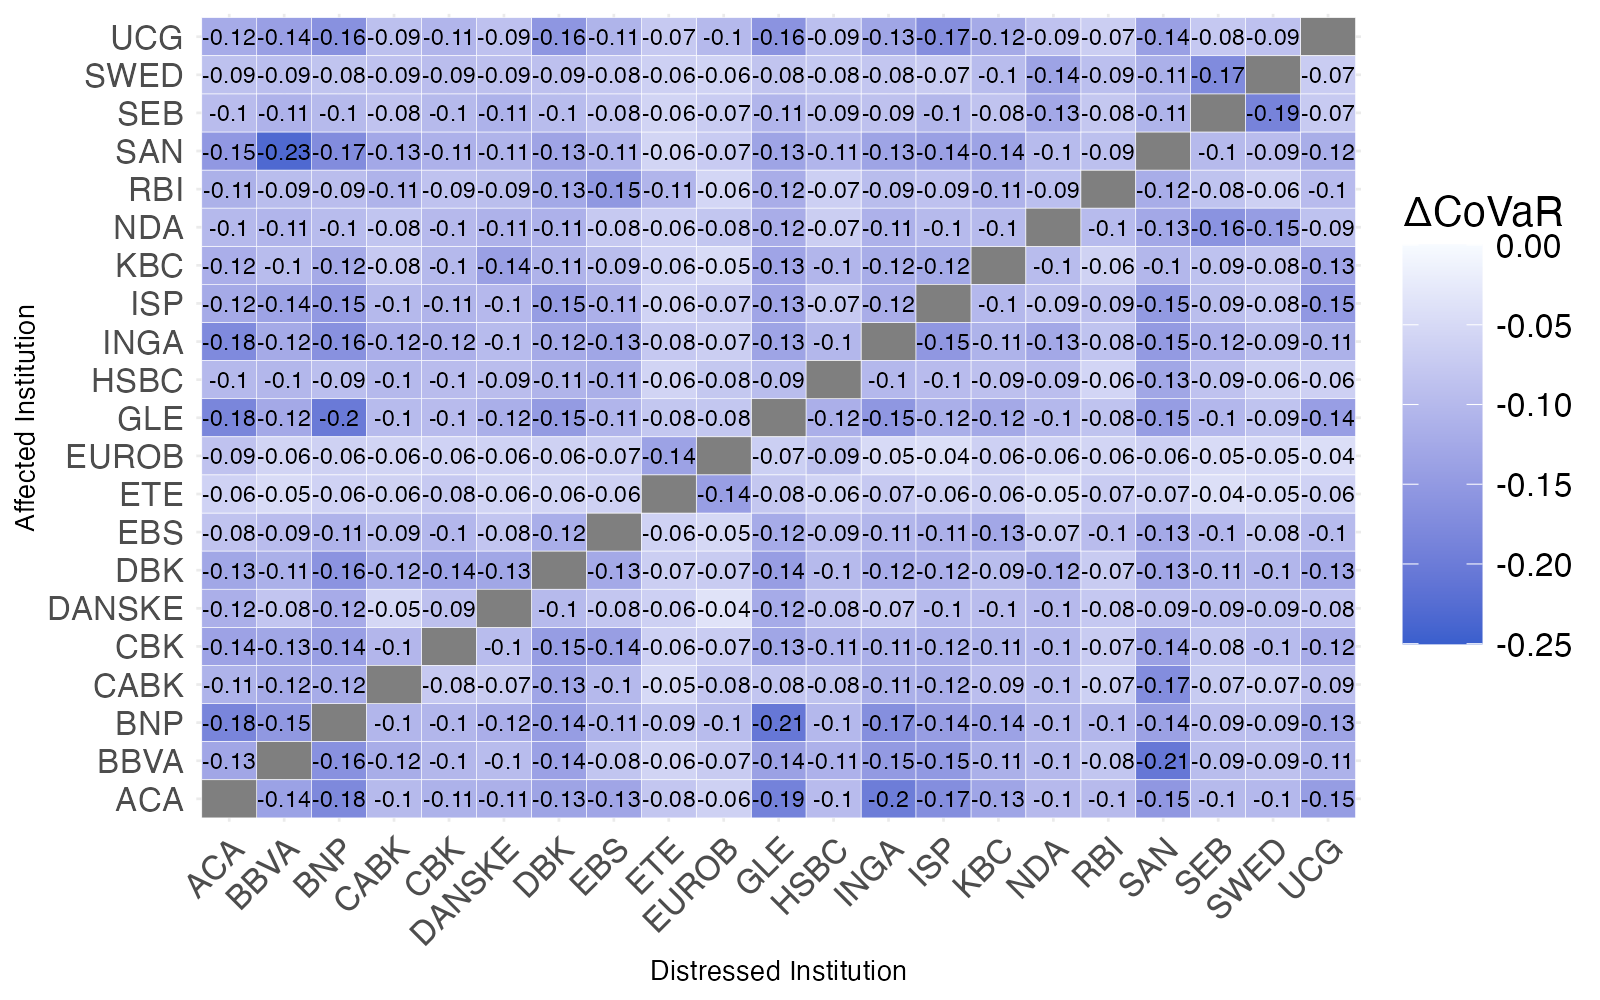 UCG -0.12 -0.14 -0.16 -0.09 -0.11 -0.09 -0.16 -0.11 -0.07 -0.1 -0.16 -0.09 -0.13 -0.17 -0.12 -0.09 -0.07 -0.14 -0.08 -0.09
SWED -0.09 -0.09 -0.08 -0.09 -0.09 -0.09 -0.09 -0.08 -0.06 -0.06 -0.08 -0.08 -0.08 -0.07 -0.1 -0.14 -0.09 -0.11 -0.17 -0.07
SEB -0.1 -0.11 -0.1 -0.08 -0.1 -0.11 -0.1 -0.08 -0.06 -0.07 -0.11 -0.09 -0.09 -0.1 -0.08 -0.13 -0.08 -0.11 -0.19 -0.07
SAN -0.15 -0.23 -0.17 -0.13 -0.11 -0.11 -0.13 -0.11 -0.06 -0.07 -0.13 -0.11 -0.13 -0.14 -0.14 -0.1 -0.09 -0.1 -0.09 -0.12
RBI -0.11 -0.09 -0.09 -0.11 -0.09 -0.09 -0.13 -0.15 -0.11 -0.06 -0.12 -0.07 -0.09 -0.09 -0.11 -0.09 -0.12 -0.08 -0.06 -0.1
NDA -0.1 -0.11 -0.1 -0.08 -0.1 -0.11 -0.11 -0.08 -0.06 -0.08 -0.12 -0.07 -0.11 -0.1 -0.1 -0.1 -0.13 -0.16 -0.15 -0.09
KBC -0.12 -0.1 -0.12 -0.08 -0.1 -0.14 -0.11 -0.09 -0.06 -0.05 -0.13 -0.1 -0.12 -0.12 -0.1 -0.06 -0.1 -0.09 -0.08 -0.13
ISP -0.12 -0.14 -0.15 -0.1 -0.11 -0.1 -0.15 -0.11 -0.06 -0.07 -0.13 -0.07 -0.12 -0.1 -0.09 -0.09 -0.15 -0.09 -0.08 -0.15
INGA -0.18 -0.12 -0.16 -0.12 -0.12 -0.1 -0.12 -0.13 -0.08 -0.07 -0.13 -0.1 -0.15 -0.11 -0.13 -0.08 -0.15 -0.12 -0.09 -0.11
HSBC -0.1 -0.1 -0.09 -0.1 -0.1 -0.09 -0.11 -0.11 -0.06 -0.08 -0.09 -0.1 -0.1 -0.09 -0.09 -0.06 -0.13 -0.09 -0.06 -0.06
GLE -0.18 -0.12 -0.2 -0.1 -0.1 -0.12 -0.15 -0.11 -0.08 -0.08 -0.12 -0.15 -0.12 -0.12 -0.1 -0.08 -0.15 -0.1 -0.09 -0.14
EUROB -0.09 -0.06 -0.06 -0.06 -0.06 -0.06 -0.06 -0.07 -0.14 -0.07 -0.09 -0.05 -0.04 -0.06 -0.06 -0.06 -0.06 -0.05 -0.05 -0.04
ETE -0.06 -0.05 -0.06 -0.06 -0.08 -0.06 -0.06 -0.06 -0.14 -0.08 -0.06 -0.07 -0.06 -0.06 -0.05 -0.07 -0.07 -0.04 -0.05 -0.06
EBS -0.08 -0.09 -0.11 -0.09 -0.1 -0.08 -0.12 -0.06 -0.05 -0.12 -0.09 -0.11 -0.11 -0.13 -0.07 -0.1 -0.13 -0.1 -0.08 -0.1
DBK -0.13 -0.11 -0.16 -0.12 -0.14 -0.13 -0.13 -0.07 -0.07 -0.14 -0.1 -0.12 -0.12 -0.09 -0.12 -0.07 -0.13 -0.11 -0.1 -0.13
DANSKE -0.12 -0.08 -0.12 -0.05 -0.09 -0.1 -0.08 -0.06 -0.04 -0.12 -0.08 -0.07 -0.1 -0.1 -0.1 -0.08 -0.09 -0.09 -0.09 -0.08
CBK -0.14 -0.13 -0.14 -0.1 -0.1 -0.15 -0.14 -0.06 -0.07 -0.13 -0.11 -0.11 -0.12 -0.11 -0.1 -0.07 -0.14 -0.08 -0.1 -0.12
CABK -0.11 -0.12 -0.12 -0.08 -0.07 -0.13 -0.1 -0.05 -0.08 -0.08 -0.08 -0.11 -0.12 -0.09 -0.1 -0.07 -0.17 -0.07 -0.07 -0.09
BNP -0.18 -0.15 -0.1 -0.1 -0.12 -0.14 -0.11 -0.09 -0.1 -0.21 -0.1 -0.17 -0.14 -0.14 -0.1 -0.1 -0.14 -0.09 -0.09 -0.13
BBVA -0.13 -0.16 -0.12 -0.1 -0.1 -0.14 -0.08 -0.06 -0.07 -0.14 -0.11 -0.15 -0.15 -0.11 -0.1 -0.08 -0.21 -0.09 -0.09 -0.11
ACA -0.14 -0.18 -0.1 -0.11 -0.11 -0.13 -0.13 -0.08 -0.06 -0.19 -0.1 -0.2 -0.17 -0.13 -0.1 -0.1 -0.15 -0.1 -0.1 -0.15
ACA BBVA BNP CABK CBK DANSKE DBK EBS ETE EUROB GLE HSBC INGA ISP KBC NDA RBI SAN SEB SWED UCG
Distressed Institution
Affected Institution
ΔCoVaR
0.00
-0.05
-0.10
-0.15
-0.20
-0.25